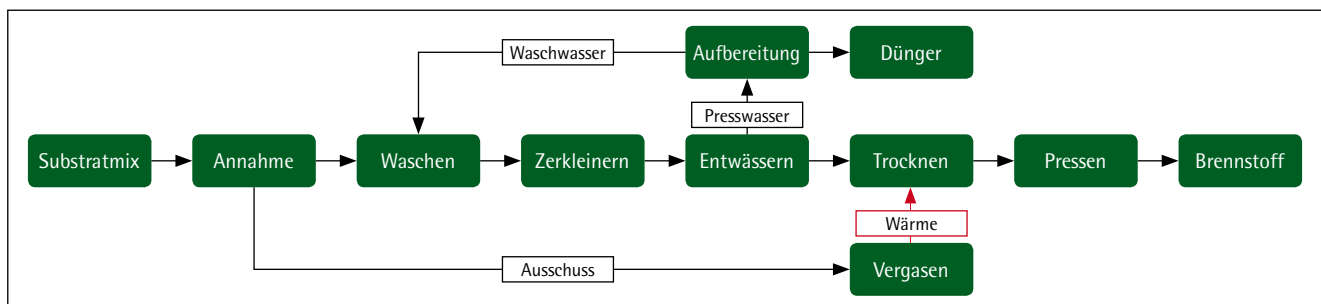 Waschwasser
Aufbereitung
Dünger
Presswasser
Substratmix
Annahme
Waschen
Zerkleinern
Entwässern
Trocknen
Pressen
Brennstoff
Wärme
Ausschuss
Vergasen